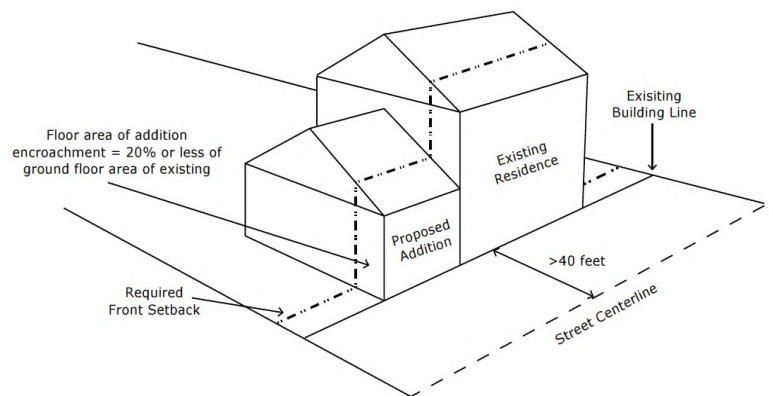 Exisiting
Building Line
Floor area of addition
encroachment = 20% or less of
ground floor area of existing
Existing
Residence
Proposed
Addition
>40 feet
Required
Front Setback
Street Centerline